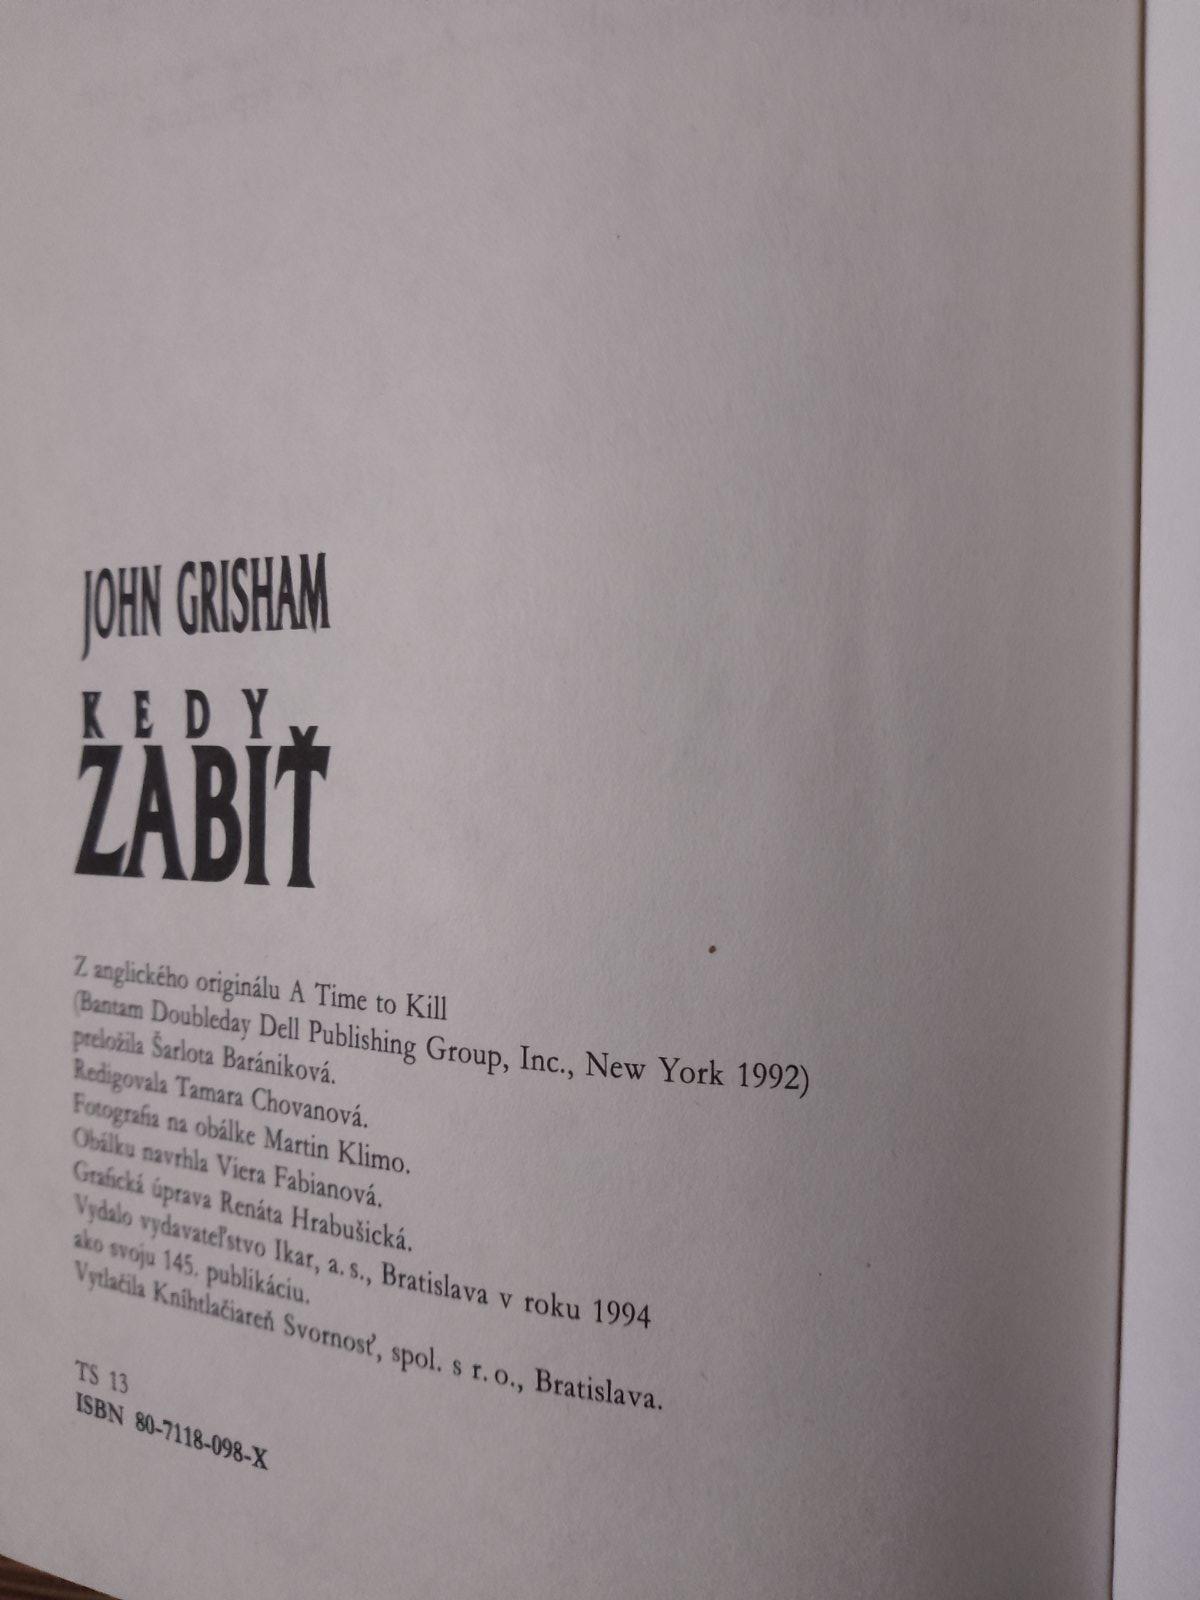 JOHN GRISHAM
KEDY
ZABIŤ
Z anglického originálu A Time to Kill
(Bantam Doubleday Dell Publishing Group, Inc., New York 1992)
preložila Šarlota Barániková.
Redigovala Tamara Chovanová.
Fotografia na obálke Martin Klimo.
Obálku navrhla Viera Fabianová.
Grafická úprava Renáta Hrabušická.
Vydalo vydavateľstvo Ikar, a. s., Bratislava v roku 1994
ako svoju 145. publikáciu.
Vytlačila Kníhtlačiareň Svornosť, spol. s r. o., Bratislava.
TS 13
ISBN 80-7118-098-X